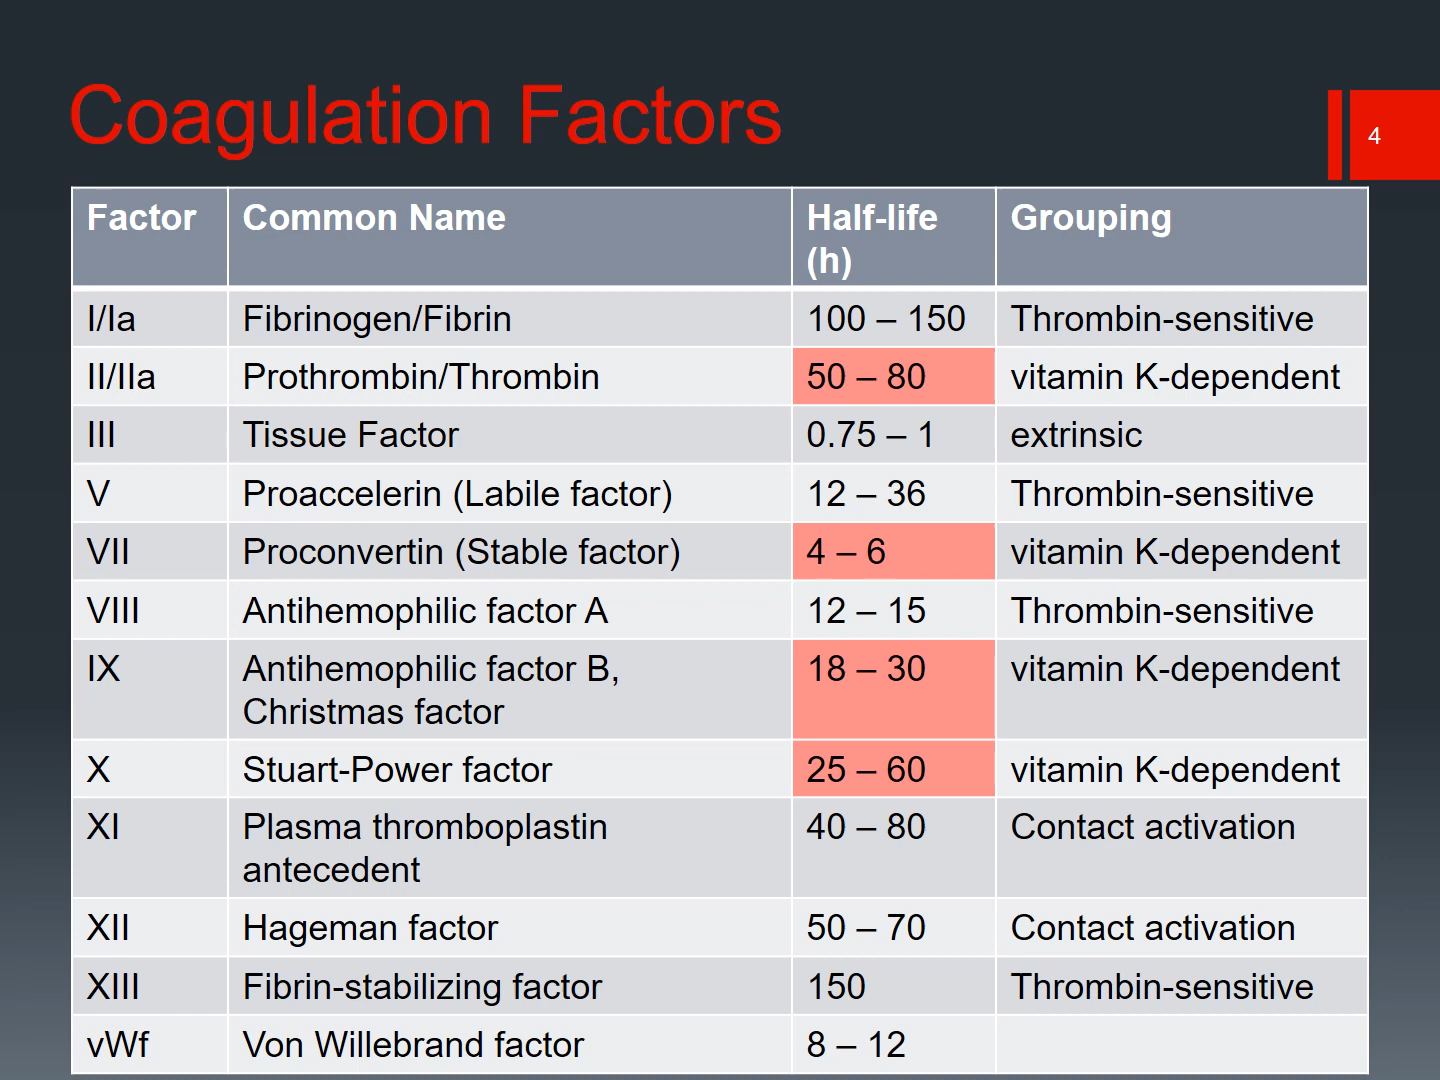 Coagulation Factors
4
Factor Common Name Half-life (h) Grouping
I/Ia Fibrinogen/Fibrin 100 – 150 Thrombin-sensitive
II/IIa Prothrombin/Thrombin 50 – 80 vitamin K-dependent
III Tissue Factor 0.75 – 1 extrinsic
V Proaccelerin (Labile factor) 12 – 36 Thrombin-sensitive
VII Proconvertin (Stable factor) 4 – 6 vitamin K-dependent
VIII Antihemophilic factor A 12 – 15 Thrombin-sensitive
IX Antihemophilic factor B, 18 – 30 vitamin K-dependent
Christmas factor
X Stuart-Power factor 25 – 60 vitamin K-dependent
XI Plasma thromboplastin 40 – 80 Contact activation
antecedent
XII Hageman factor 50 – 70 Contact activation
XIII Fibrin-stabilizing factor 150 Thrombin-sensitive
vWf Von Willebrand factor 8 – 12